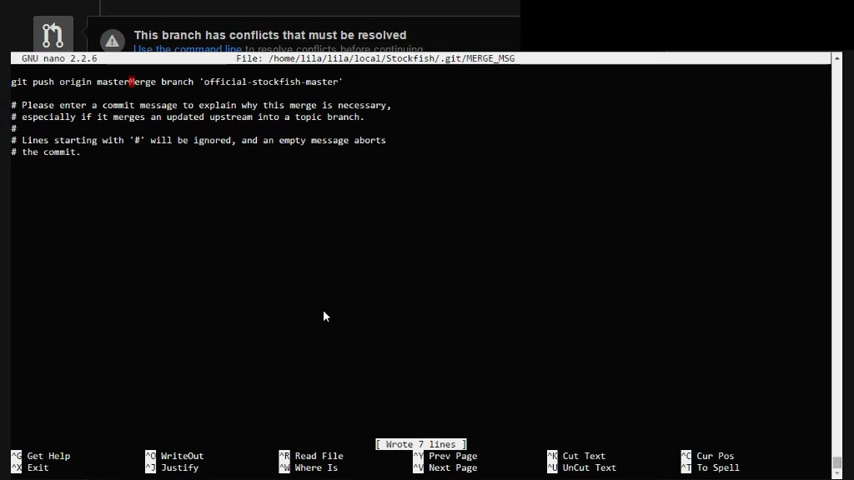 This branch has conflicts that must be resolved
Use the command line to resolve conflicts before continuing.
GNU nano 2.2.6 File: /home/lila/lila/local/Stockfish/.git/MERGE_MSG
git push origin masterMerge branch 'official-stockfish-master'
# Please enter a commit message to explain why this merge is necessary,
# especially if it merges an updated upstream into a topic branch.
#
# Lines starting with '#' will be ignored, and an empty message aborts
# the commit.
[ Wrote 7 lines ]
^G Get Help ^O WriteOut ^R Read File ^Y Prev Page ^K Cut Text ^C Cur Pos
^X Exit ^J Justify ^W Where Is ^V Next Page ^U UnCut Text ^T To Spell